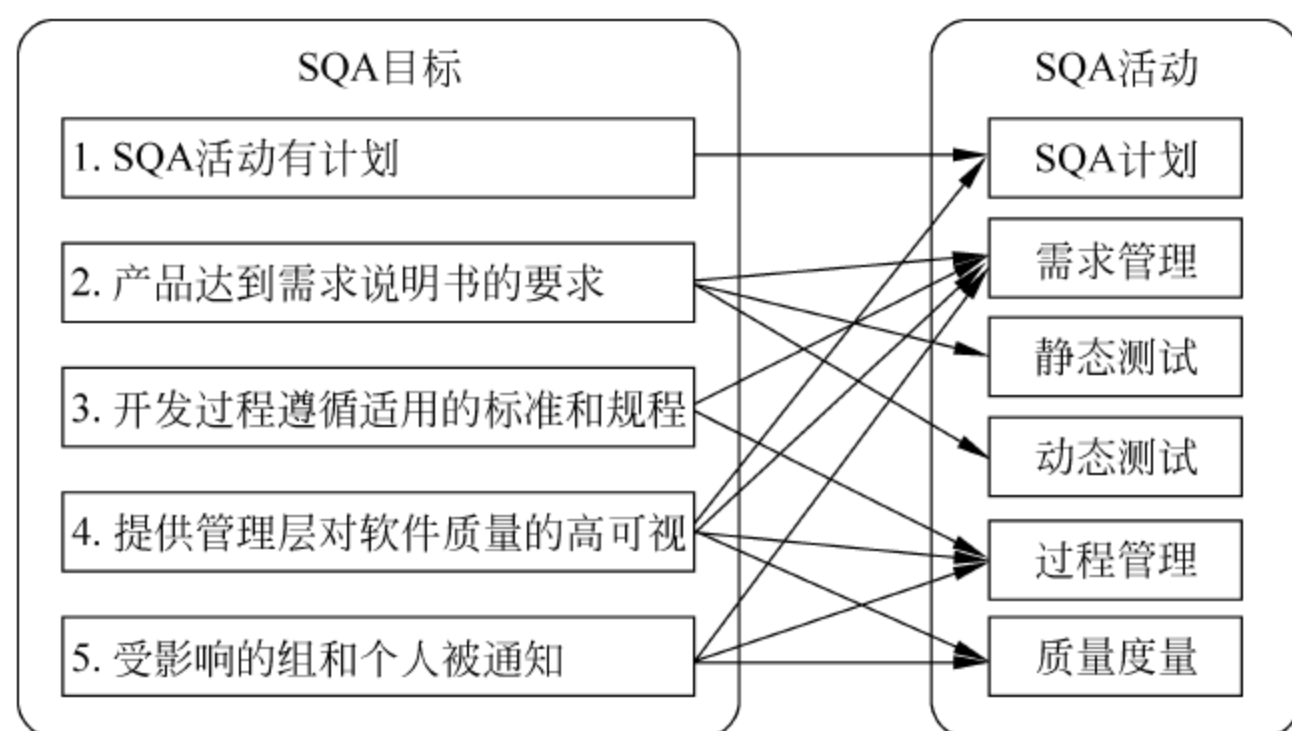 SQA目标
1. SQA活动有计划
2. 产品达到需求说明书的要求
3. 开发过程遵循适用的标准和规程
4. 提供管理层对软件质量的高可视
5. 受影响的组和个人被通知
SQA活动
SQA计划
需求管理
静态测试
动态测试
过程管理
质量度量